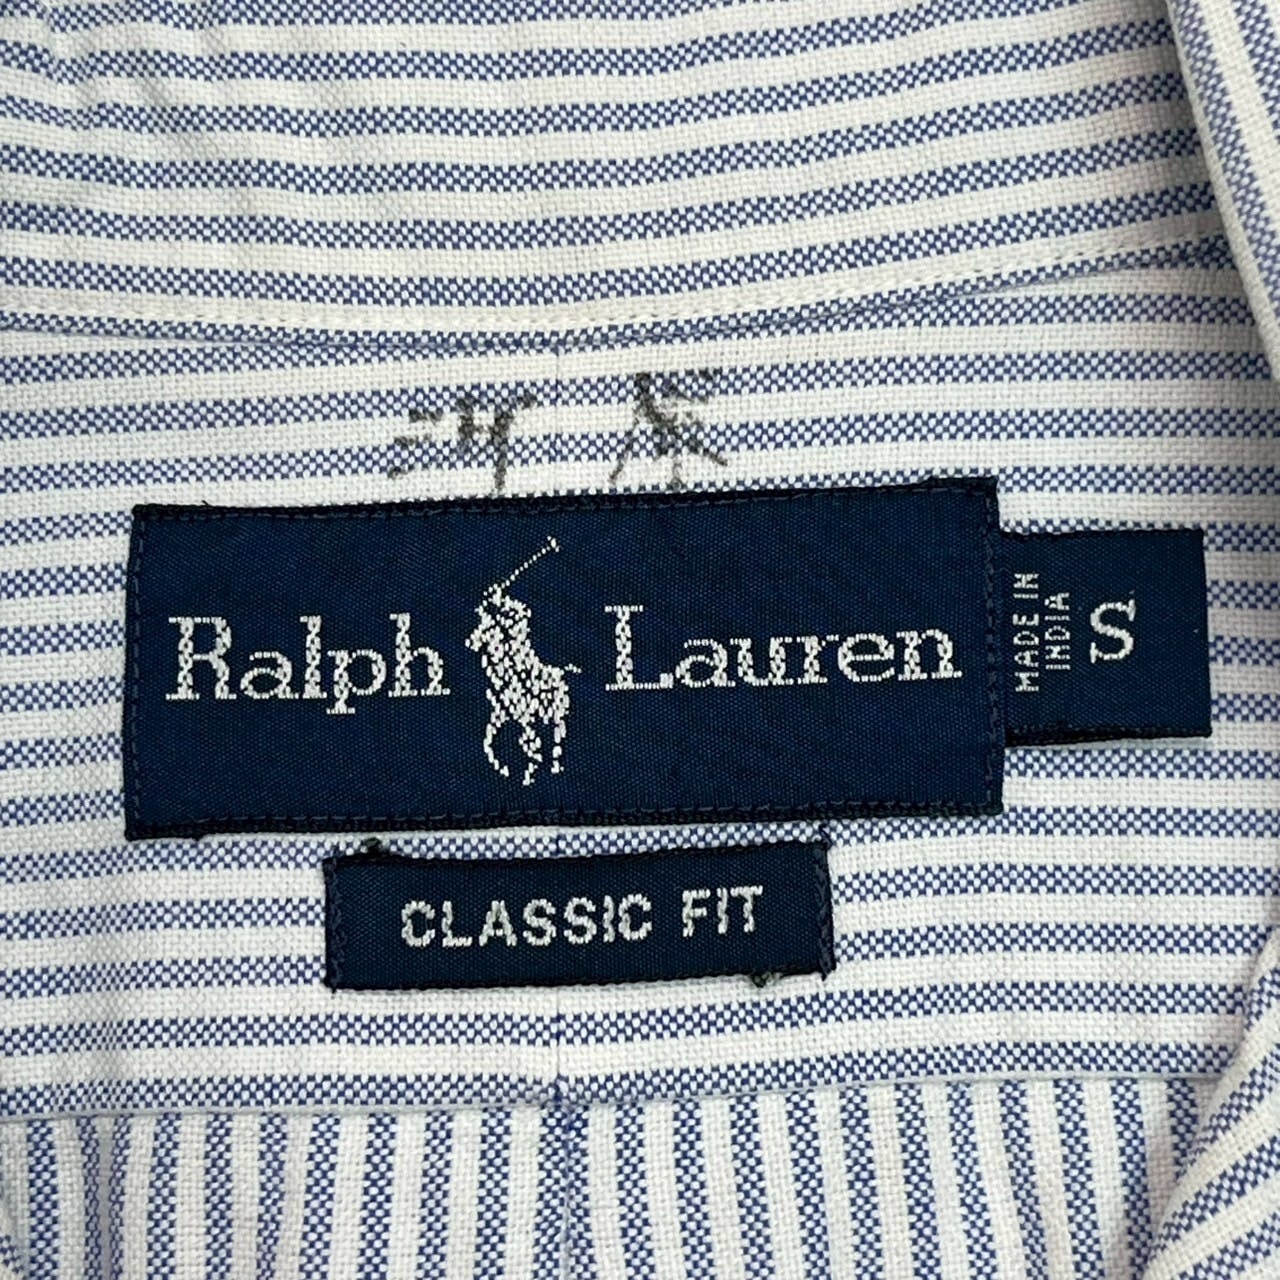 Ralph Lauren
MADE IN
INDIA
S
CLASSIC FIT